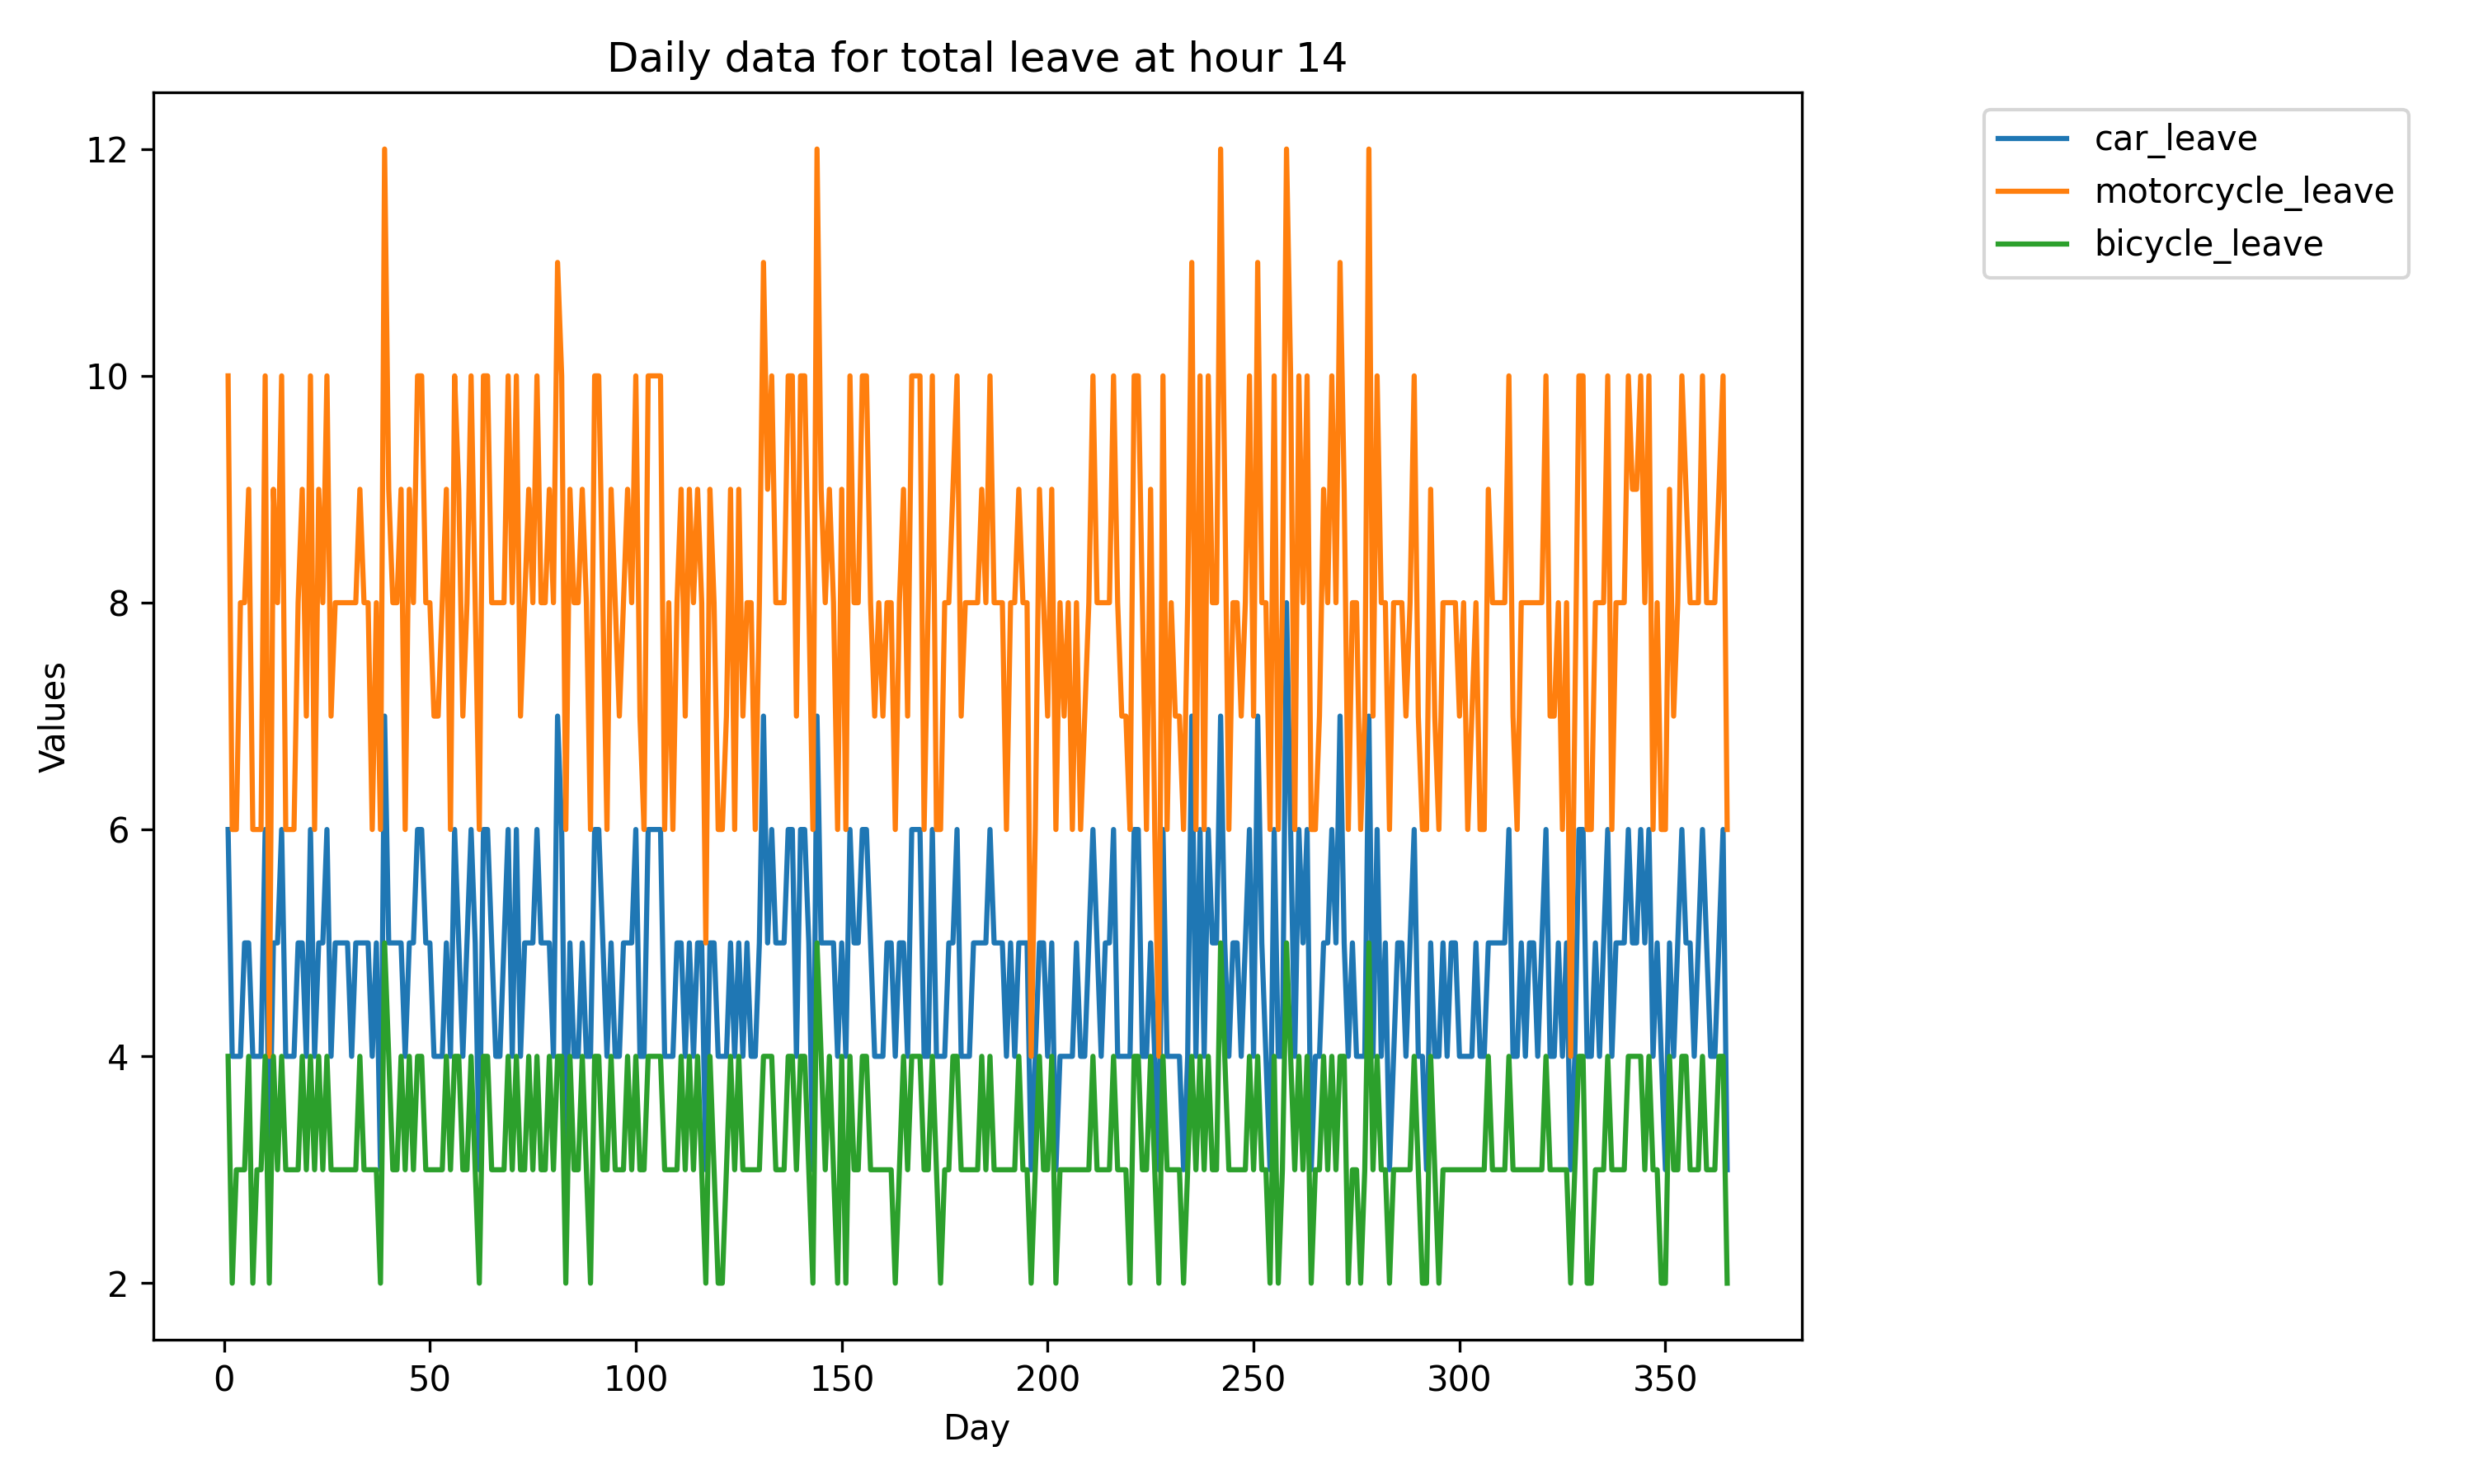 Daily data for total leave at hour 14
car_leave
motorcycle_leave
bicycle_leave
Values
12
10
8
6
4
2
0 50 100 150 200 250 300 350
Day